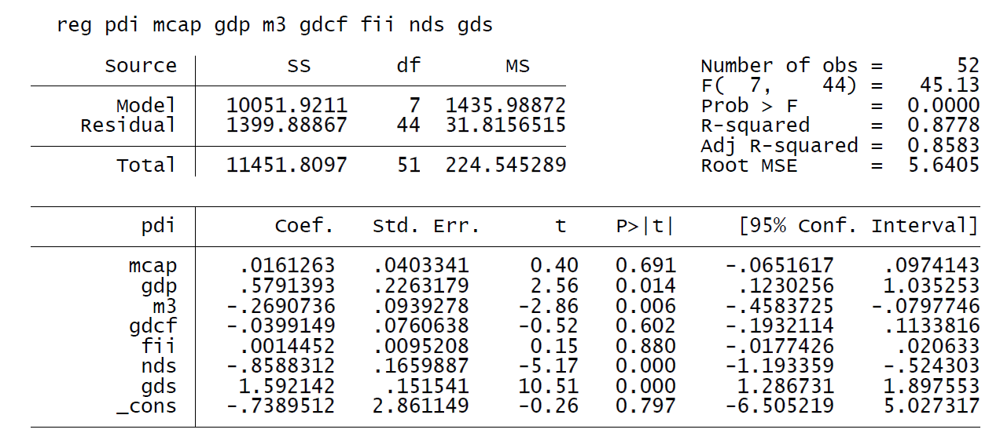 reg pdi mcap gdp m3 gdcf fii nds gds
Source SS df MS Number of obs = 52
F( 7, 44) = 45.13
Model 10051.9211 7 1435.98872 Prob > F = 0.0000
Residual 1399.88867 44 31.8156515 R-squared = 0.8778
Adj R-squared = 0.8583
Total 11451.8097 51 224.545289 Root MSE = 5.6405
pdi Coef. Std. Err. t P>|t| [95% Conf. Interval]
mcap .0161263 .0403341 0.40 0.691 -.0651617 .0974143
gdp .5791393 .2263179 2.56 0.014 .1230256 1.035253
m3 -.2690736 .0939278 -2.86 0.006 -.4583725 -.0797746
gdcf -.0399149 .0760638 -0.52 0.602 -.1932114 .1133816
fii .0014452 .0095208 0.15 0.880 -.0177426 .020633
nds -.8588312 .1659887 -5.17 0.000 -1.193359 -.524303
gds 1.592142 .151541 10.51 0.000 1.286731 1.897553
_cons -.7389512 2.861149 -0.26 0.797 -6.505219 5.027317